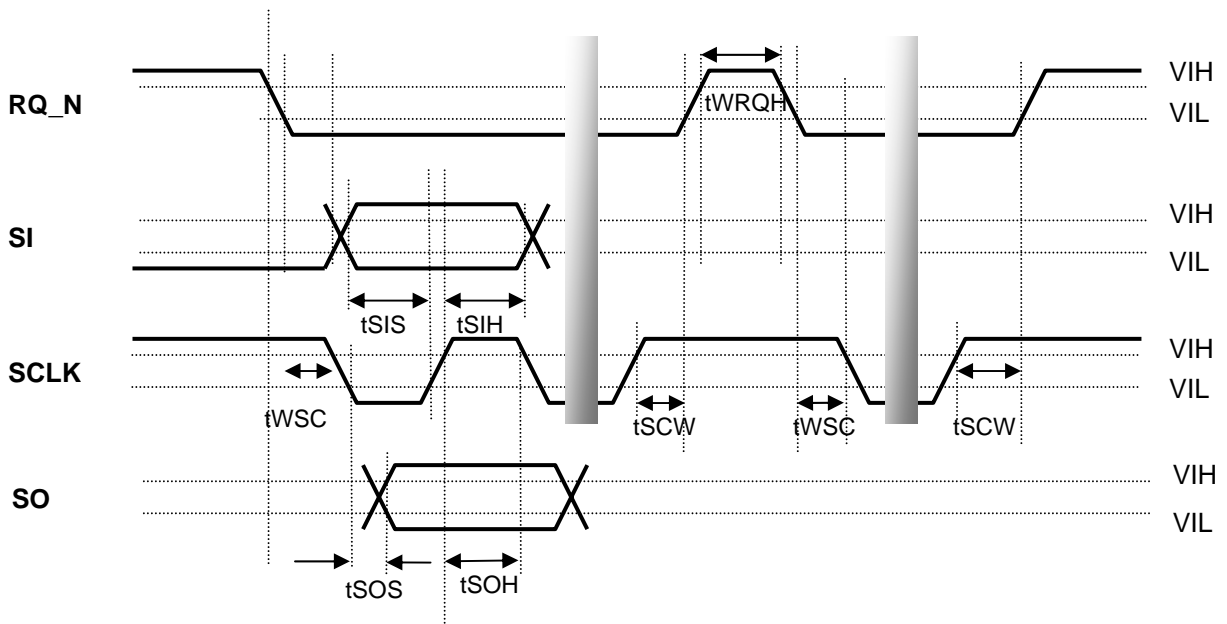 VIH
RQ_N
tWRQH
VIL
VIH
SI
VIL
tSIS
tSIH
VIH
SCLK
VIL
tWSC
tSCW
tWSC
tSCW
VIH
SO
VIL
tSOS
tSOH